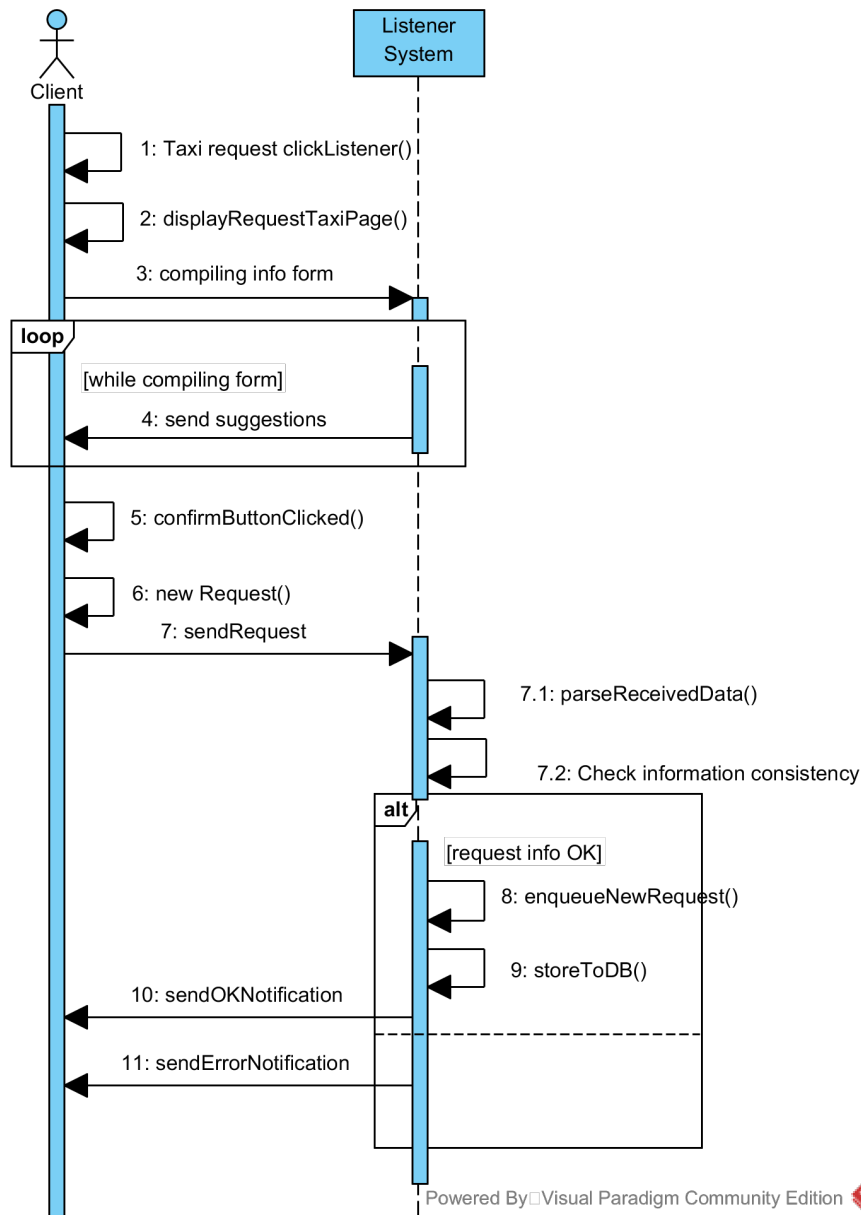 Listener
System
Client
1: Taxi request clickListener()
2: displayRequestTaxiPage()
3: compiling info form
loop
[while compiling form]
4: send suggestions
5: confirmButtonClicked()
6: new Request()
7: sendRequest
7.1: parseReceivedData()
7.2: Check information consistency
alt
[request info OK]
8: enqueueNewRequest()
9: storeToDB()
10: sendOKNotification
11: sendErrorNotification
Powered By□Visual Paradigm Community Edition